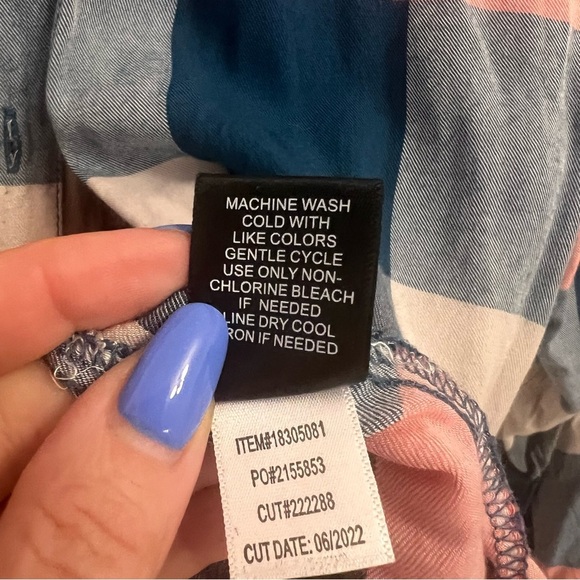 MACHINE WASH
COLD WITH
LIKE COLORS
GENTLE CYCLE
USE ONLY NON-
CHLORINE BLEACH
IF NEEDED
LINE DRY COOL
IRON IF NEEDED
ITEM#18305081
PO#2155853
CUT#222288
CUT DATE: 06/2022